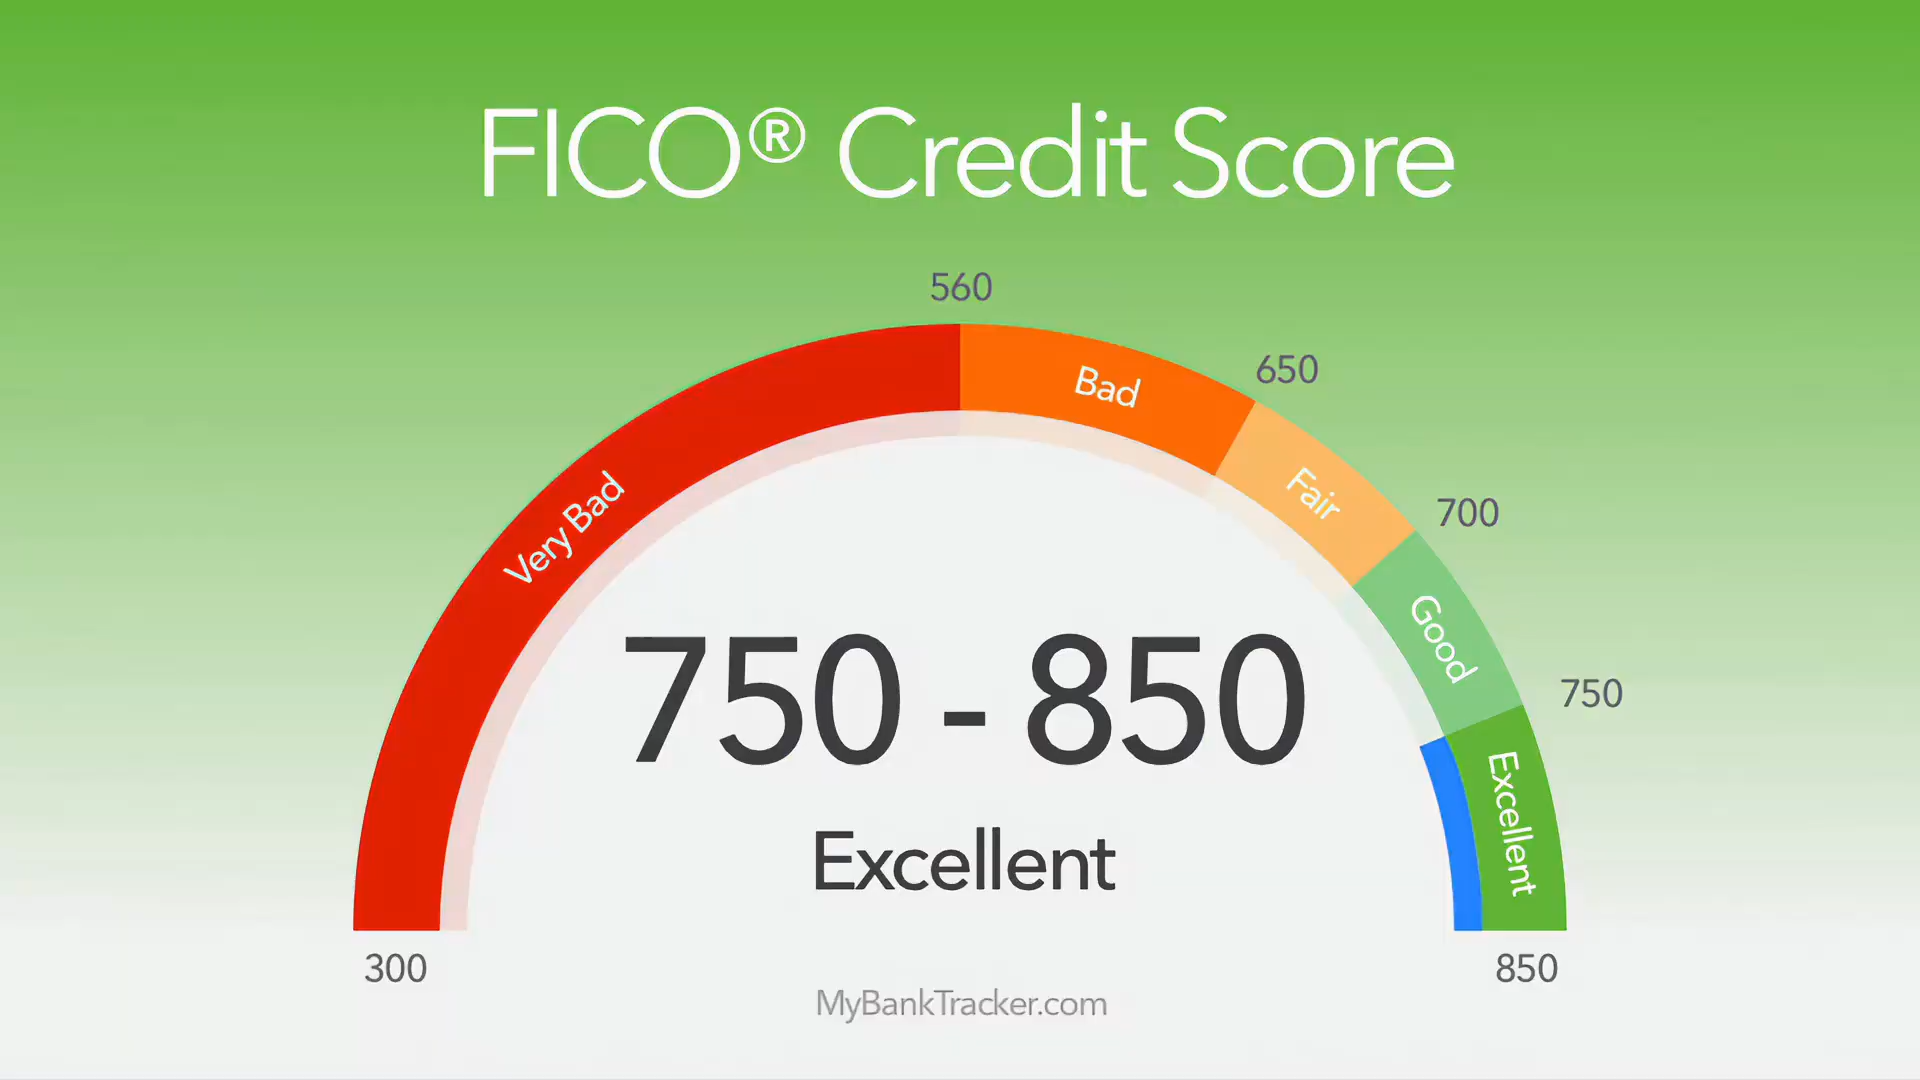 FICO® Credit Score
560
650
700
750
Very Bad
Bad
Fair
Good
Excellent
750 - 850
Excellent
300
850
MyBankTracker.com